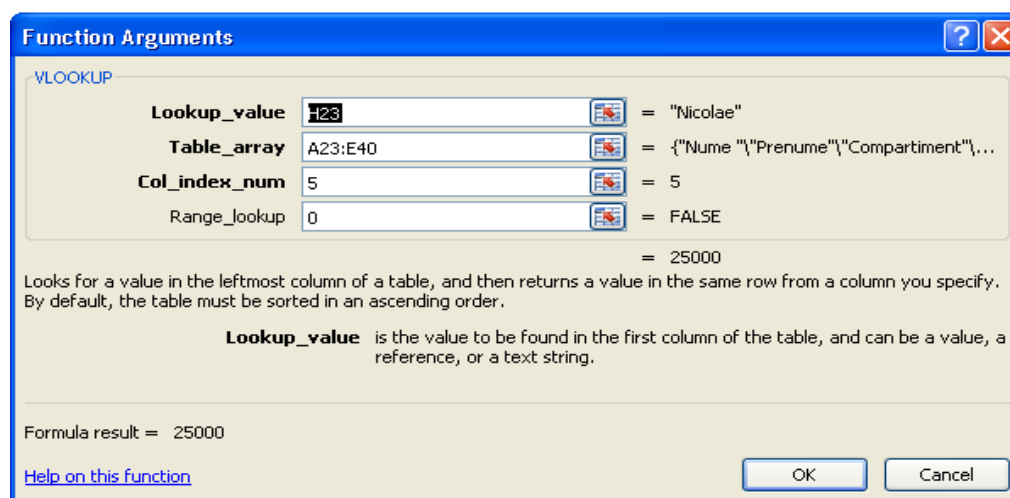 Function Arguments
VLOOKUP
Lookup_value H23 = "Nicolae"
Table_array A23:E40 = {"Nume "\"Prenume"\"Compartiment"\...
Col_index_num 5 = 5
Range_lookup 0 = FALSE
= 25000
Looks for a value in the leftmost column of a table, and then returns a value in the same row from a column you specify.
By default, the table must be sorted in an ascending order.
Lookup_value is the value to be found in the first column of the table, and can be a value, a
reference, or a text string.
Formula result = 25000
Help on this function
OK Cancel